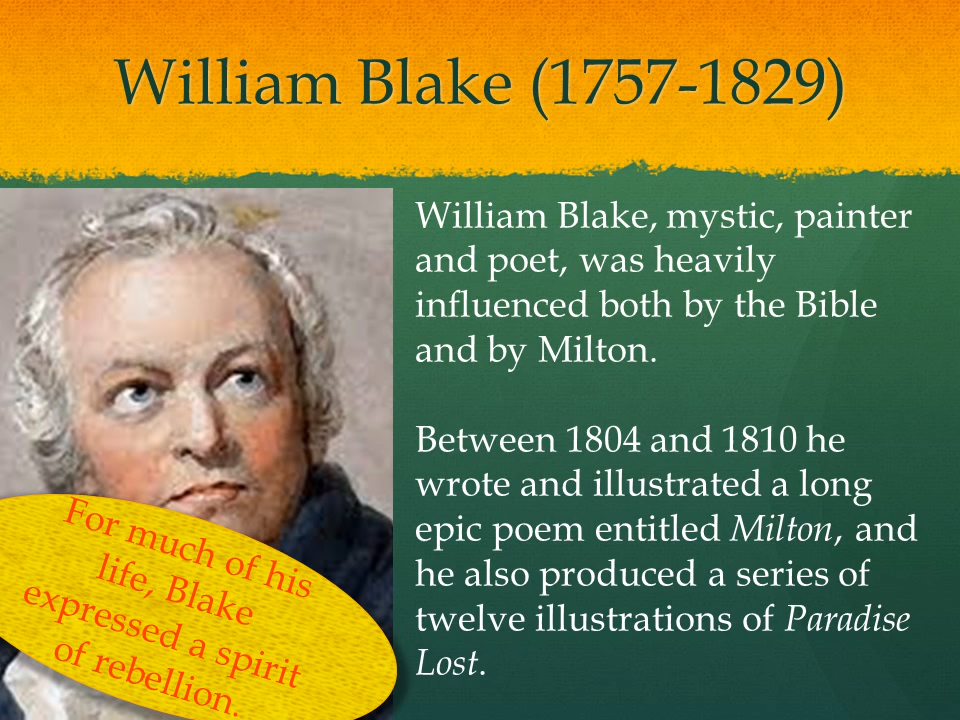 William Blake (1757-1829)
William Blake, mystic, painter
and poet, was heavily
influenced both by the Bible
and by Milton.
Between 1804 and 1810 he
wrote and illustrated a long
epic poem entitled Milton, and
he also produced a series of
twelve illustrations of Paradise
Lost.
For much of his
life, Blake
expressed a spirit
of rebellion.